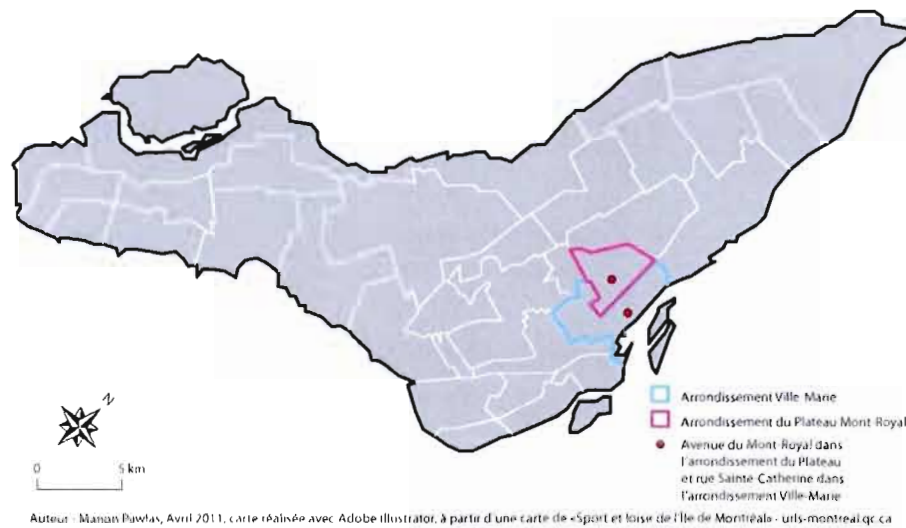 N
0 5 km
Arrondissement Ville Marie
Arrondissement du Plateau Mont-Royal
Avenue du Mont-Royal dans
l'arrondissement du Plateau
et rue Sainte-Catherine dans
l'arrondissement Ville-Marie
Auteur : Manon Pawlas, Avril 2011, carte réalisée avec Adobe Illustrator, à partir d'une carte de «Sport et loisir de l'île de Montréal» - urls-montreal.qc.ca